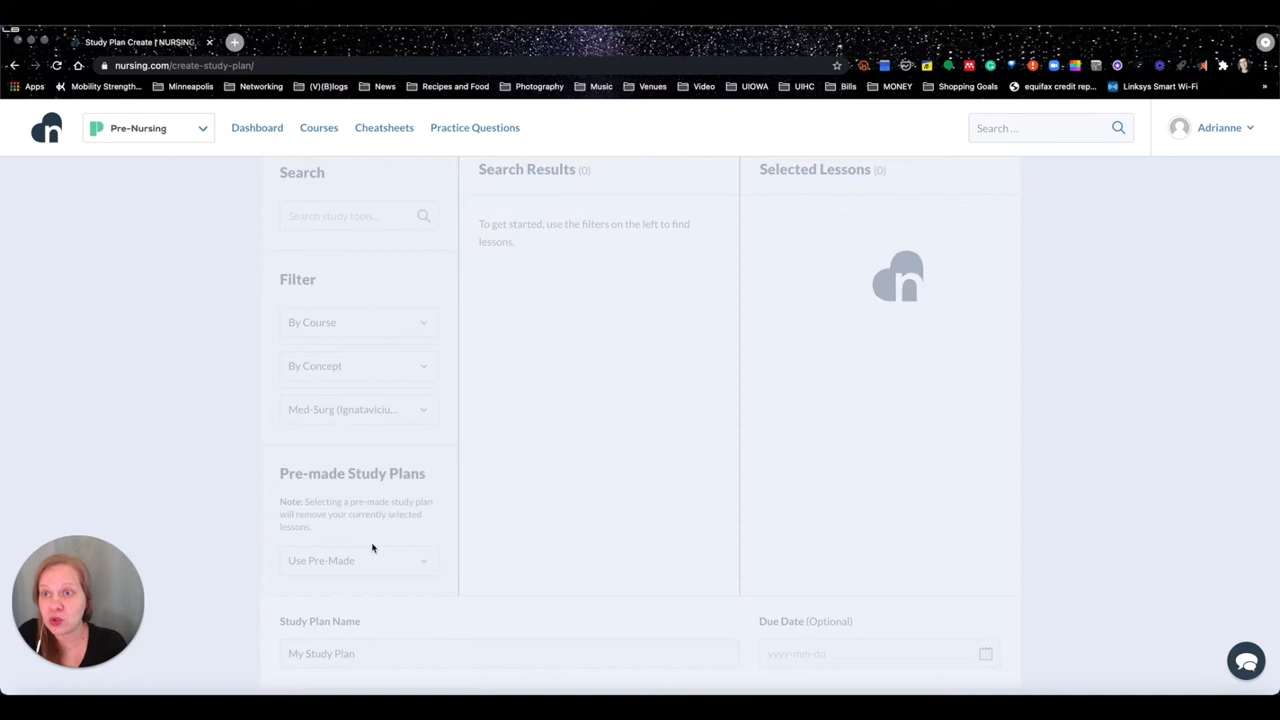 Study Plan Create | NURSING.
nursing.com/create-study-plan/
Apps Mobility Strength... Minneapolis Networking (V)(B)logs News Recipes and Food Photography Music Venues Video UIOWA UIHC Bills MONEY Shopping Goals equifax credit rep... Linksys Smart Wi-Fi »
Pre-Nursing Dashboard Courses Cheatsheets Practice Questions Search ... Adrianne
Search
Search study tools...
Filter
By Course
By Concept
Med-Surg (Ignataviciu...
Pre-made Study Plans
Note: Selecting a pre-made study plan
will remove your currently selected
lessons.
Use Pre-Made
Search Results (0)
To get started, use the filters on the left to find
lessons.
Selected Lessons (0)
n
Study Plan Name
My Study Plan
Due Date (Optional)
yyyy-mm-dd